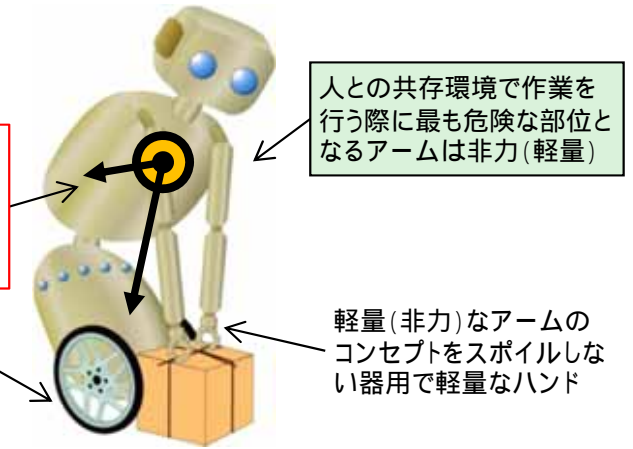 人との共存環境で作業を
行う際に最も危険な部位と
なるアームは非力(軽量)
軽量(非力)なアームの
コンセプトをスポイルしな
い器用で軽量なハンド